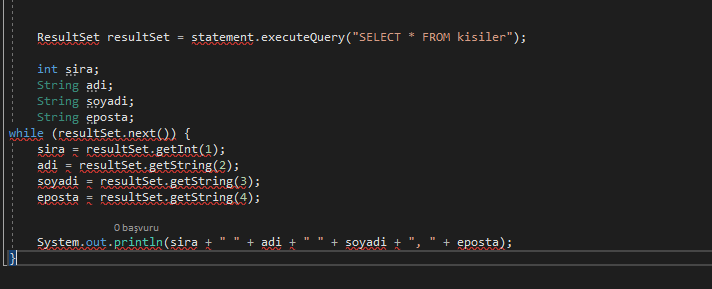 ResultSet resultSet = statement.executeQuery("SELECT * FROM kisiler");
int sira;
String adi;
String soyadi;
String eposta;
while (resultSet.next()) {
sira = resultSet.getInt(1);
adi = resultSet.getString(2);
soyadi = resultSet.getString(3);
eposta = resultSet.getString(4);
0 başvuru
System.out.println(sira + " " + adi + " " + soyadi + ", " + eposta);
}